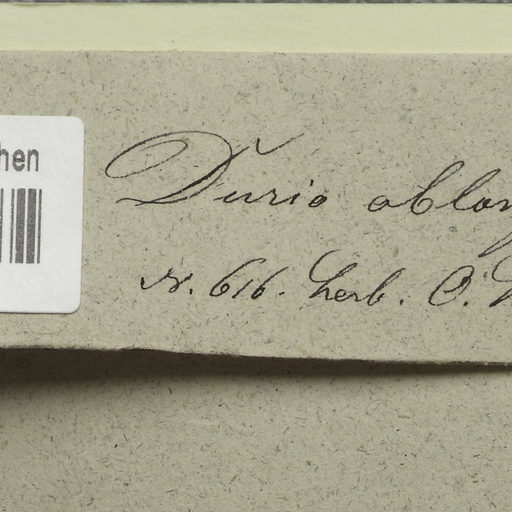 hen
Durio oblon
N. 616. herb. C.